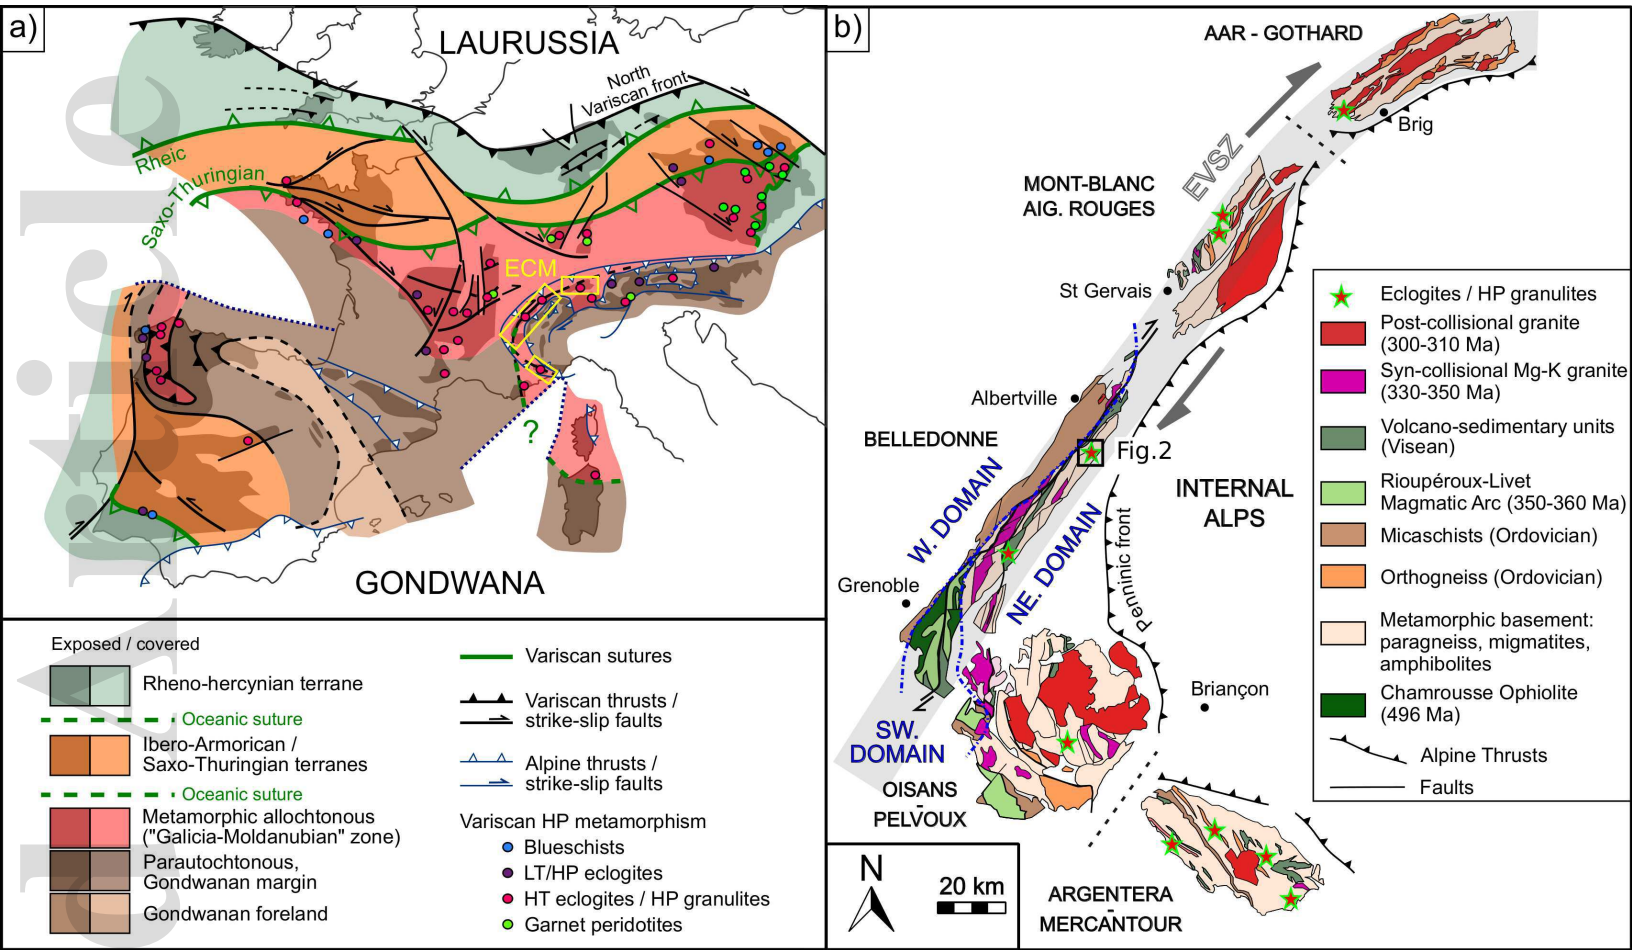 a)
LAURUSSIA
North
Variscan front
Rheic
Saxo-Thuringian
ECM
?
GONDWANA
Exposed / covered
Rheno-hercynian terrane
Oceanic suture
Ibero-Armorican /
Saxo-Thuringian terranes
Oceanic suture
Metamorphic allochtonous
("Galicia-Moldanubian" zone)
Parautochtonous,
Gondwanan margin
Gondwanan foreland
Variscan sutures
Variscan thrusts /
strike-slip faults
Alpine thrusts /
strike-slip faults
Variscan HP metamorphism
Blueschists
LT/HP eclogites
HT eclogites / HP granulites
Garnet peridotites
d Article
b)
AAR - GOTHARD
Brig
EVSZ
MONT-BLANC
AIG. ROUGES
St Gervais
Albertville
BELLEDONNE
Fig.2
W. DOMAIN
INTERNAL
ALPS
NE. DOMAIN
Penninic front
Grenoble
Briançon
SW.
DOMAIN
OISANS
-
PELVOUX
ARGENTERA
-
MERCANTOUR
N
20 km
Eclogites / HP granulites
Post-collisional granite
(300-310 Ma)
Syn-collisional Mg-K granite
(330-350 Ma)
Volcano-sedimentary units
(Visean)
Rioupéroux-Livet
Magmatic Arc (350-360 Ma)
Micaschists (Ordovician)
Orthogneiss (Ordovician)
Metamorphic basement:
paragneiss, migmatites,
amphibolites
Chamrousse Ophiolite
(496 Ma)
Alpine Thrusts
Faults